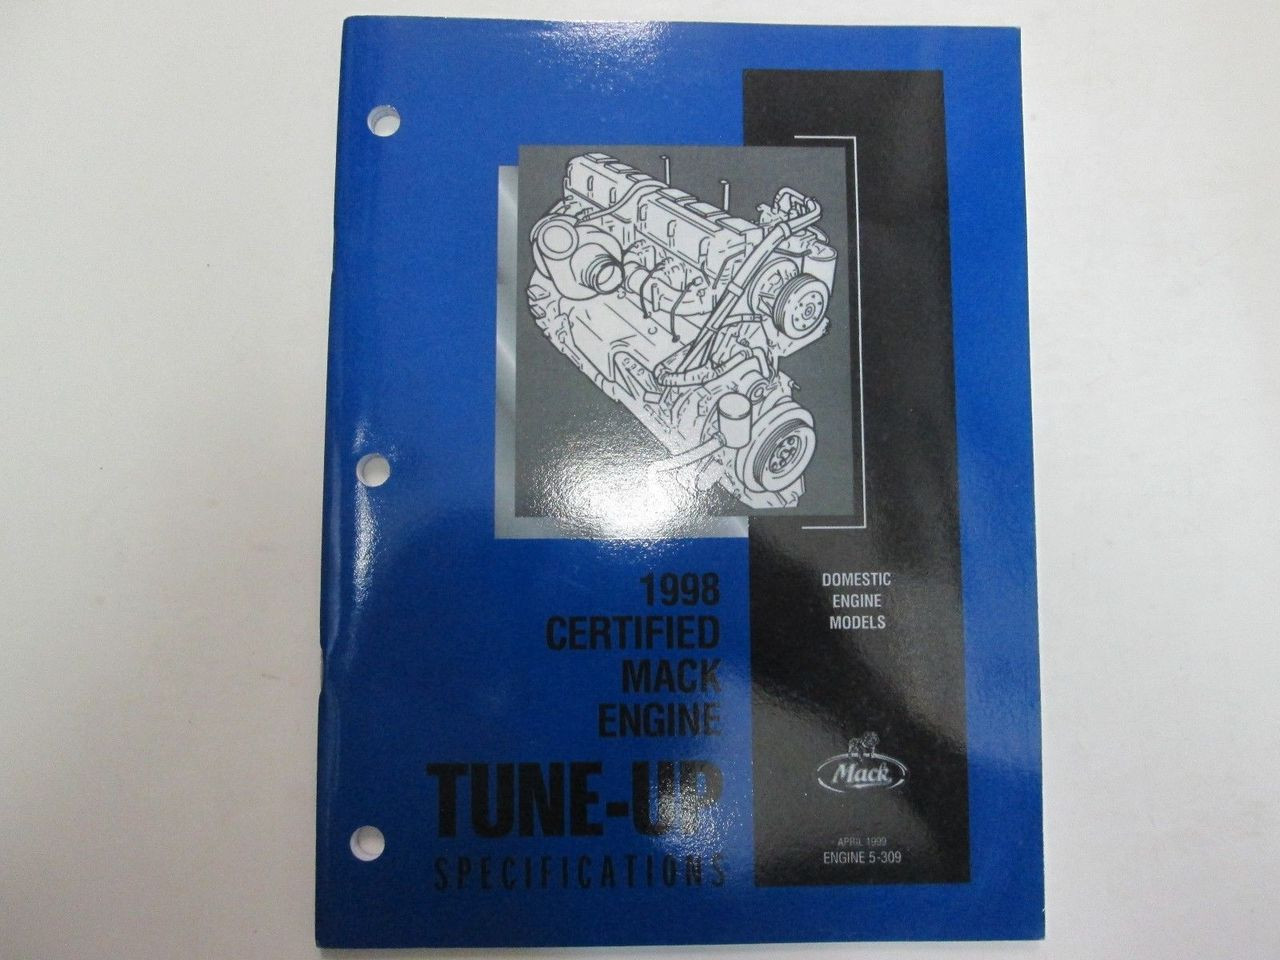 1998
CERTIFIED
MACK
ENGINE
TUNE-UP
SPECIFICATIONS
DOMESTIC
ENGINE
MODELS
Mack
APRIL 1999
ENGINE 5-309